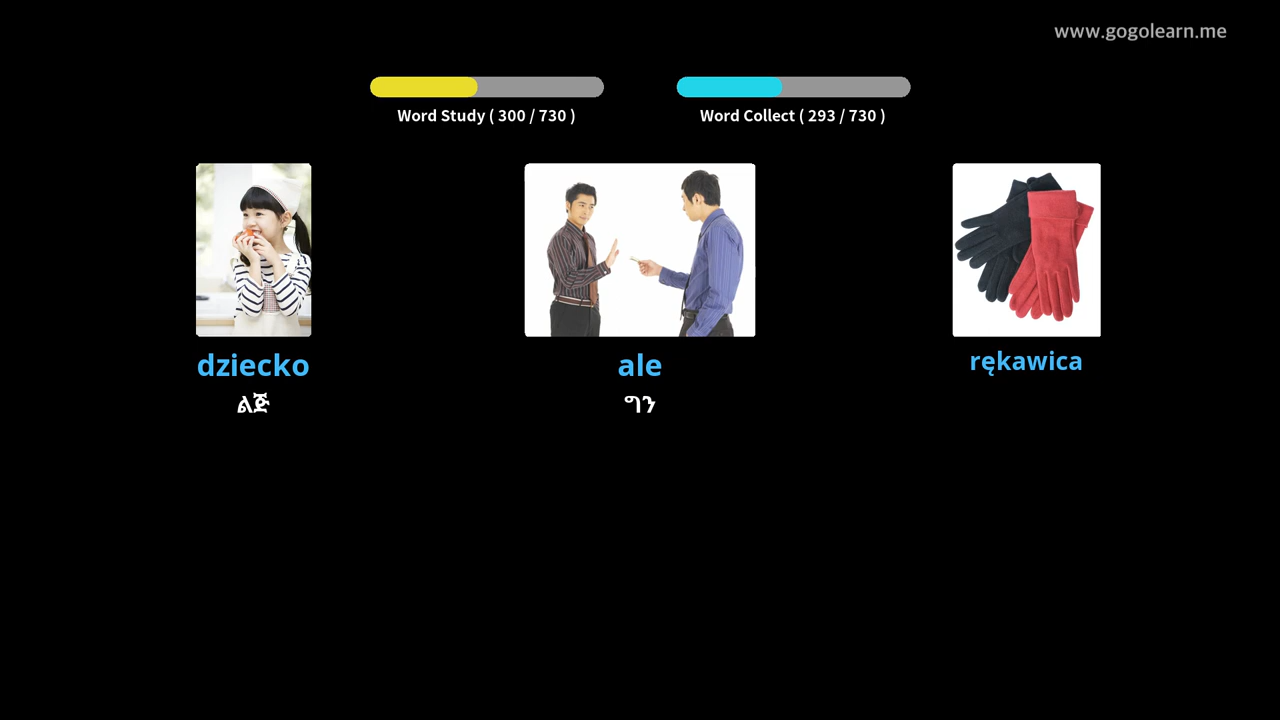 www.gogolearn.me
Word Study ( 300 / 730 )
Word Collect ( 293 / 730 )
dziecko
ልጅ
ale
ግን
rękawica